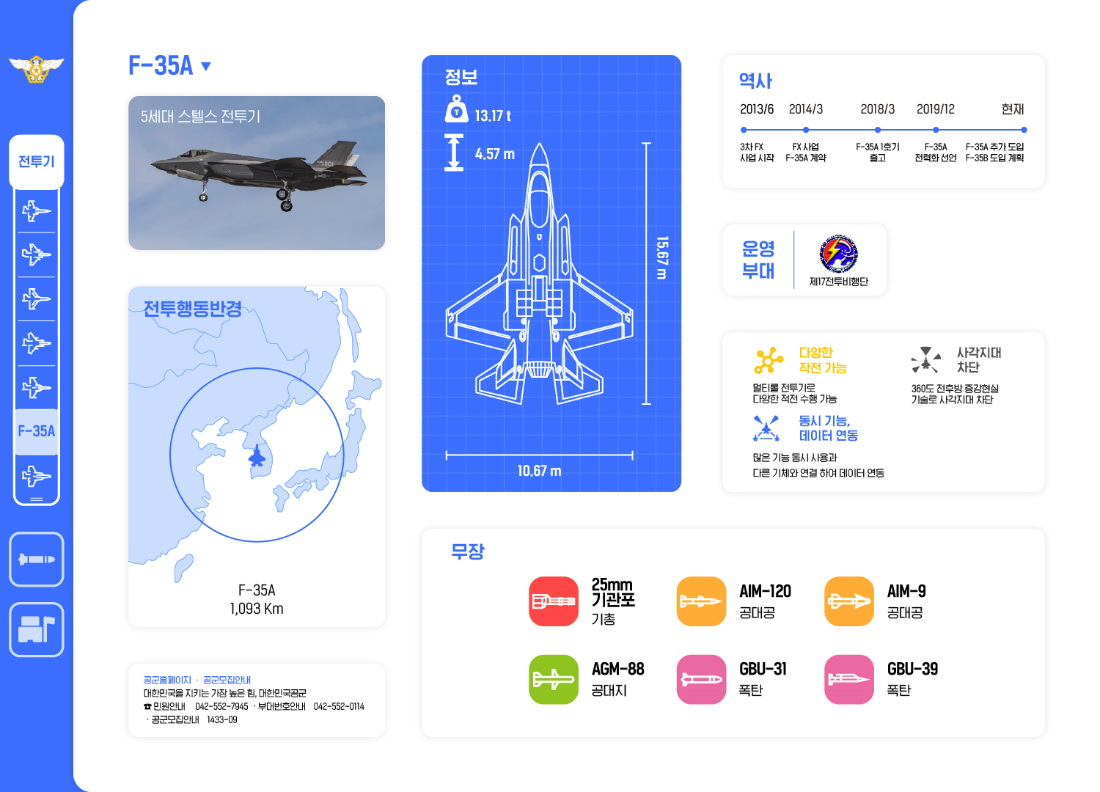 전투기
F-35A
F-35A ▼
5세대 스텔스 전투기
전투행동반경
F-35A
1,093 Km
공군홈페이지 · 공군모집안내
대한민국을 지키는 가장 높은 힘, 대한민국공군
☎ 민원안내 042-552-7945 · 부대번호안내 042-552-0114
· 공군모집안내 1433-09
정보
13.17 t
4.57 m
15.67 m
10.67 m
역사
2013/6 2014/3 2018/3 2019/12 현재
3차 FX
사업 시작
FX 사업
F-35A 계약
F-35A 1호기
출고
F-35A
전력화 선언
F-35A 추가 도입
F-35B 도입 계획
운영
부대
제17전투비행단
다양한
작전 가능
멀티롤 전투기로
다양한 적전 수행 가능
사각지대
차단
360도 전후방 증강현실
기술로 사각지대 차단
동시 기능,
데이터 연동
많은 기능 동시 사용과
다른 기체와 연결 하여 데이터 연동
무장
25mm
기관포
기총
AIM-120
공대공
AIM-9
공대공
AGM-88
공대지
GBU-31
폭탄
GBU-39
폭탄